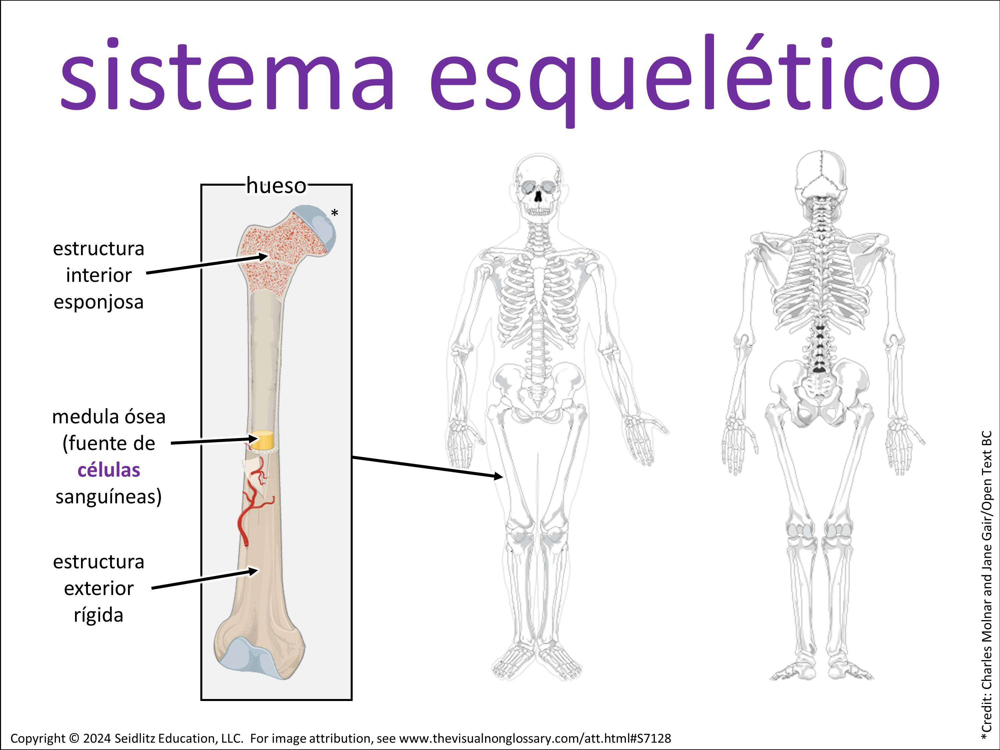 sistema esquelético
hueso
*
estructura
interior
esponjosa
medula ósea
(fuente de
células
sanguíneas)
estructura
exterior
rígida
*Credit: Charles Molnar and Jane Gair/Open Text BC
Copyright © 2024 Seidlitz Education, LLC.  For image attribution, see www.thevisualnonglossary.com/att.html#S7128